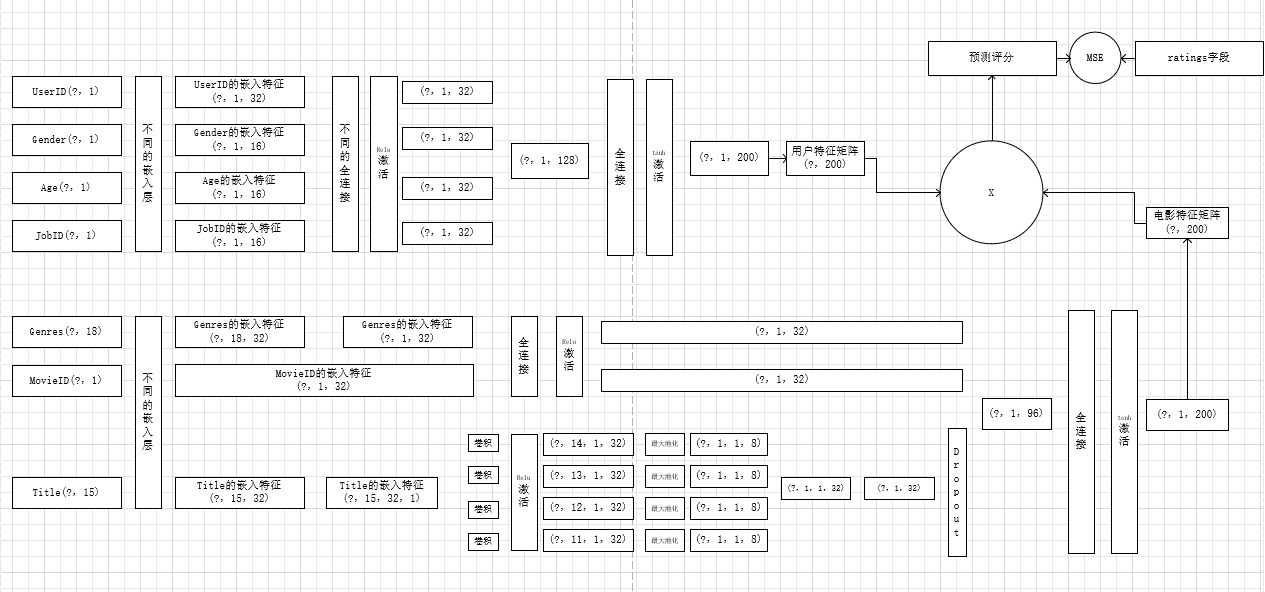 预测评分
MSE
ratings字段
UserID(?, 1)
Gender(?, 1)
Age(?, 1)
JobID(?, 1)
不同的嵌入层
UserID的嵌入特征
(?, 1, 32)
Gender的嵌入特征
(?, 1, 16)
Age的嵌入特征
(?, 1, 16)
JobID的嵌入特征
(?, 1, 16)
不同的全连接
Relu
激活
(?, 1, 32)
(?, 1, 32)
(?, 1, 32)
(?, 1, 32)
(?, 1, 128)
全连接
tanh
激活
(?, 1, 200)
用户特征矩阵
(?, 200)
X
电影特征矩阵
(?, 200)
Genres(?, 18)
MovieID(?, 1)
Title(?, 15)
不同的嵌入层
Genres的嵌入特征
(?, 18, 32)
Genres的嵌入特征
(?, 1, 32)
MovieID的嵌入特征
(?, 1, 32)
Title的嵌入特征
(?, 15, 32)
Title的嵌入特征
(?, 15, 32, 1)
全连接
Relu
激活
(?, 1, 32)
(?, 1, 32)
卷积
卷积
卷积
卷积
Relu
激活
(?, 14, 1, 32)
最大池化
(?, 1, 1, 8)
(?, 13, 1, 32)
最大池化
(?, 1, 1, 8)
(?, 12, 1, 32)
最大池化
(?, 1, 1, 8)
(?, 11, 1, 32)
最大池化
(?, 1, 1, 8)
(?, 1, 1, 32)
(?, 1, 32)
Dropout
(?, 1, 96)
全连接
tanh
激活
(?, 1, 200)